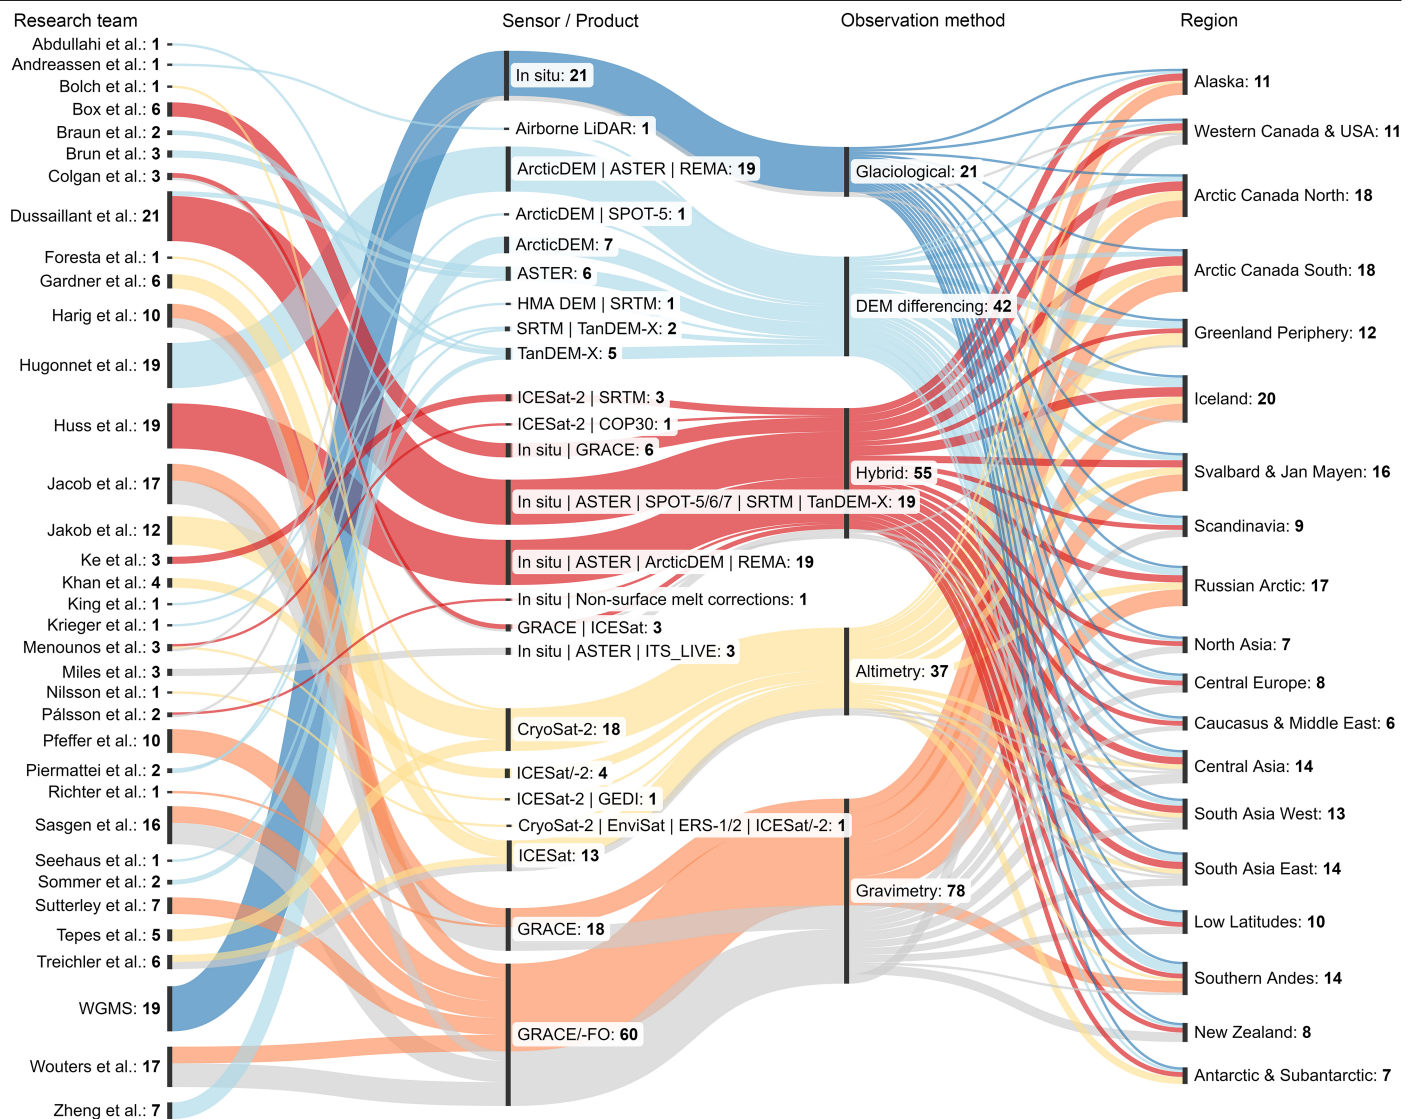 Research team
Sensor / Product
Observation method
Region
Abdullahi et al.: 1
Andreassen et al.: 1
Bolch et al.: 1
Box et al.: 6
Braun et al.: 2
Brun et al.: 3
Colgan et al.: 3
Dussaillant et al.: 21
Foresta et al.: 1
Gardner et al.: 6
Harig et al.: 10
Hugonnet et al.: 19
Huss et al.: 19
Jacob et al.: 17
Jakob et al.: 12
Ke et al.: 3
Khan et al.: 4
King et al.: 1
Krieger et al.: 1
Menounos et al.: 3
Miles et al.: 3
Nilsson et al.: 1
Pálsson et al.: 2
Pfeffer et al.: 10
Piermattei et al.: 2
Richter et al.: 1
Sasgen et al.: 16
Seehaus et al.: 1
Sommer et al.: 2
Sutterley et al.: 7
Tepes et al.: 5
Treichler et al.: 6
WGMS: 19
Wouters et al.: 17
Zheng et al.: 7
In situ: 21
Airborne LiDAR: 1
ArcticDEM | ASTER | REMA: 19
ArcticDEM | SPOT-5: 1
ArcticDEM: 7
ASTER: 6
HMA DEM | SRTM: 1
SRTM | TanDEM-X: 2
TanDEM-X: 5
ICESat-2 | SRTM: 3
ICESat-2 | COP30: 1
In situ | GRACE: 6
In situ | ASTER | SPOT-5/6/7 | SRTM | TanDEM-X: 19
In situ | ASTER | ArcticDEM | REMA: 19
In situ | Non-surface melt corrections: 1
GRACE | ICESat: 3
In situ | ASTER | ITS_LIVE: 3
CryoSat-2: 18
ICESat/-2: 4
ICESat-2 | GEDI: 1
CryoSat-2 | EnviSat | ERS-1/2 | ICESat/-2: 1
ICESat: 13
GRACE: 18
GRACE/-FO: 60
Glaciological: 21
DEM differencing: 42
Hybrid: 55
Altimetry: 37
Gravimetry: 78
Alaska: 11
Western Canada & USA: 11
Arctic Canada North: 18
Arctic Canada South: 18
Greenland Periphery: 12
Iceland: 20
Svalbard & Jan Mayen: 16
Scandinavia: 9
Russian Arctic: 17
North Asia: 7
Central Europe: 8
Caucasus & Middle East: 6
Central Asia: 14
South Asia West: 13
South Asia East: 14
Low Latitudes: 10
Southern Andes: 14
New Zealand: 8
Antarctic & Subantarctic: 7